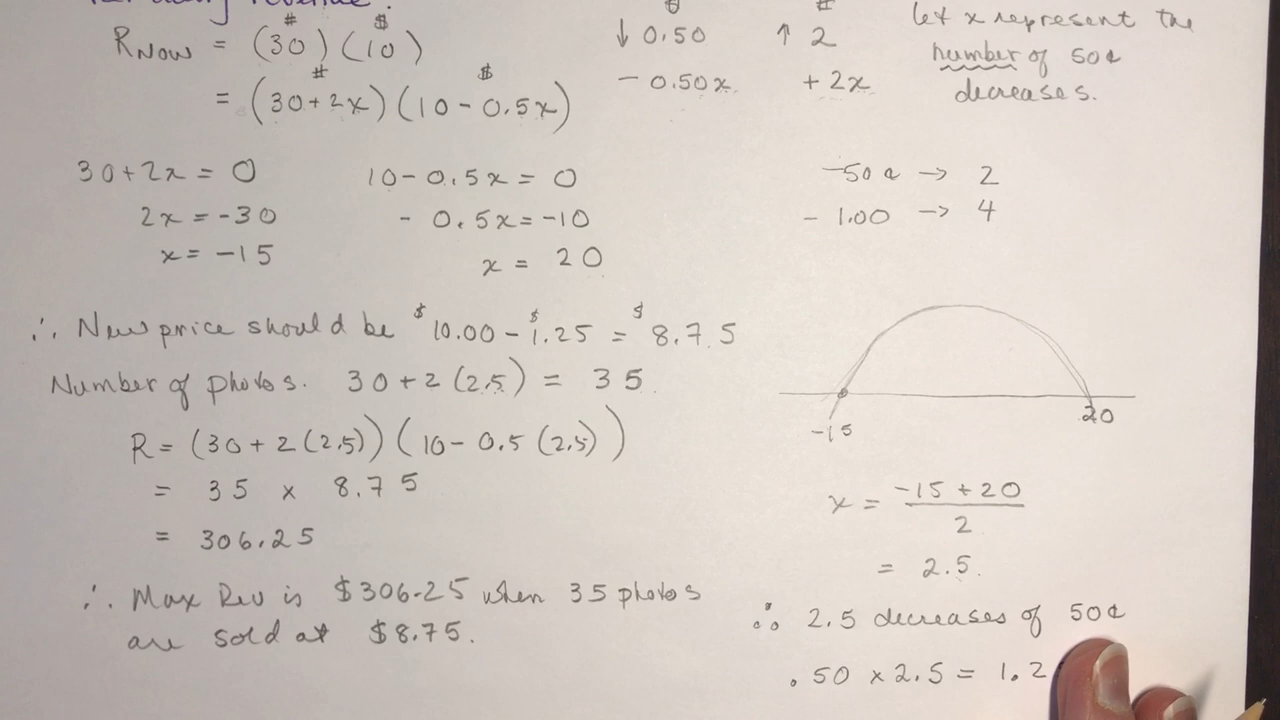 revenue.
# $
R_NOW = (30)(10)
# $
= (30+2x)(10-0.5x)
$ #
↓ 0.50 ↑ 2
- 0.50x +2x
let x represent the
number of 50¢
decreases.
30+2x = 0
2x = -30
x = -15
10-0.5x = 0
- 0.5x = -10
x = 20
-50¢ → 2
- 1.00 → 4
∴ New price should be $10.00 - $1.25 = $8.75
Number of photos. 30+2(2.5) = 35.
R = (30+2(2.5))(10-0.5(2.5))
= 35 x 8.75
= 306.25
∴ Max Rev is $306.25 when 35 photos
are sold at $8.75.
-15 20
x = (-15+20)/2
= 2.5.
∴ 2.5 decreases of 50¢
.50 x 2.5 = 1.2